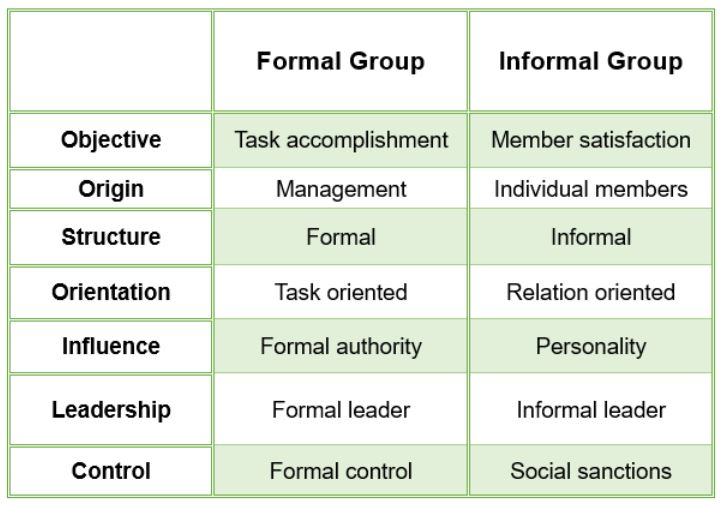 Formal Group Informal Group
Objective Task accomplishment Member satisfaction
Origin Management Individual members
Structure Formal Informal
Orientation Task oriented Relation oriented
Influence Formal authority Personality
Leadership Formal leader Informal leader
Control Formal control Social sanctions